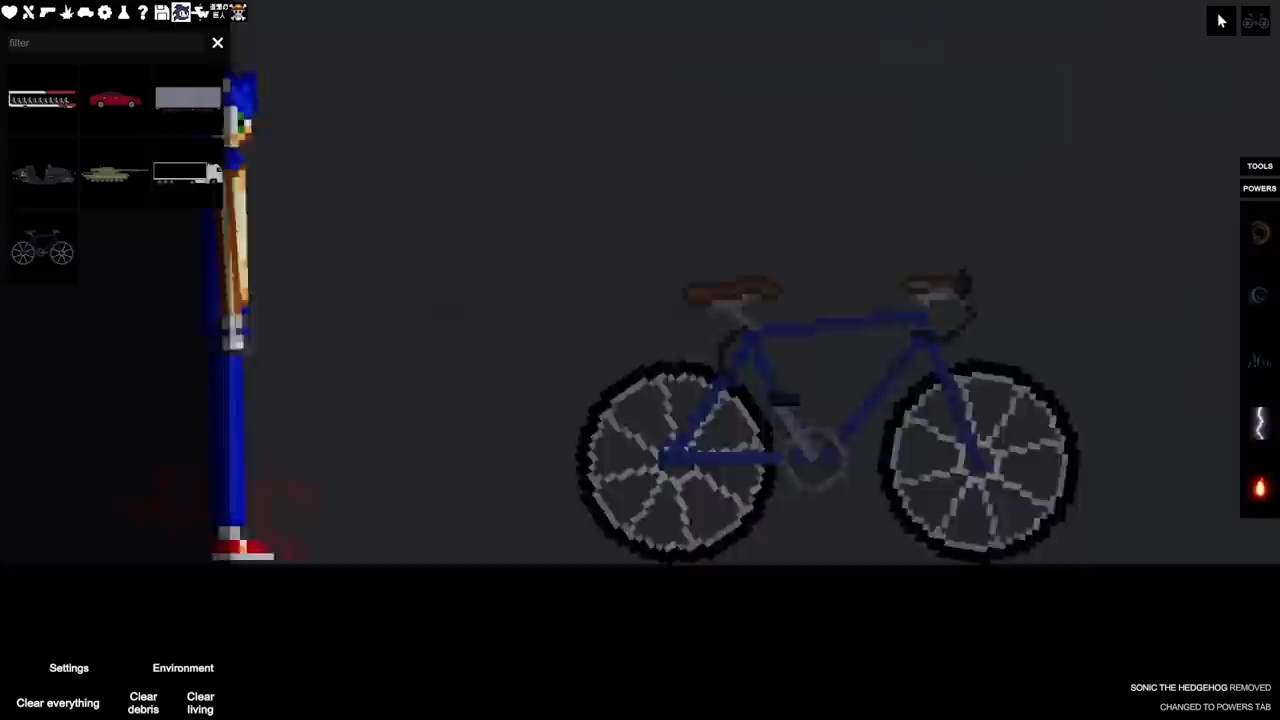 filter
TOOLS
POWERS
Settings
Environment
Clear everything
Clear
debris
Clear
living
SONIC THE HEDGEHOG REMOVED
CHANGED TO POWERS TAB